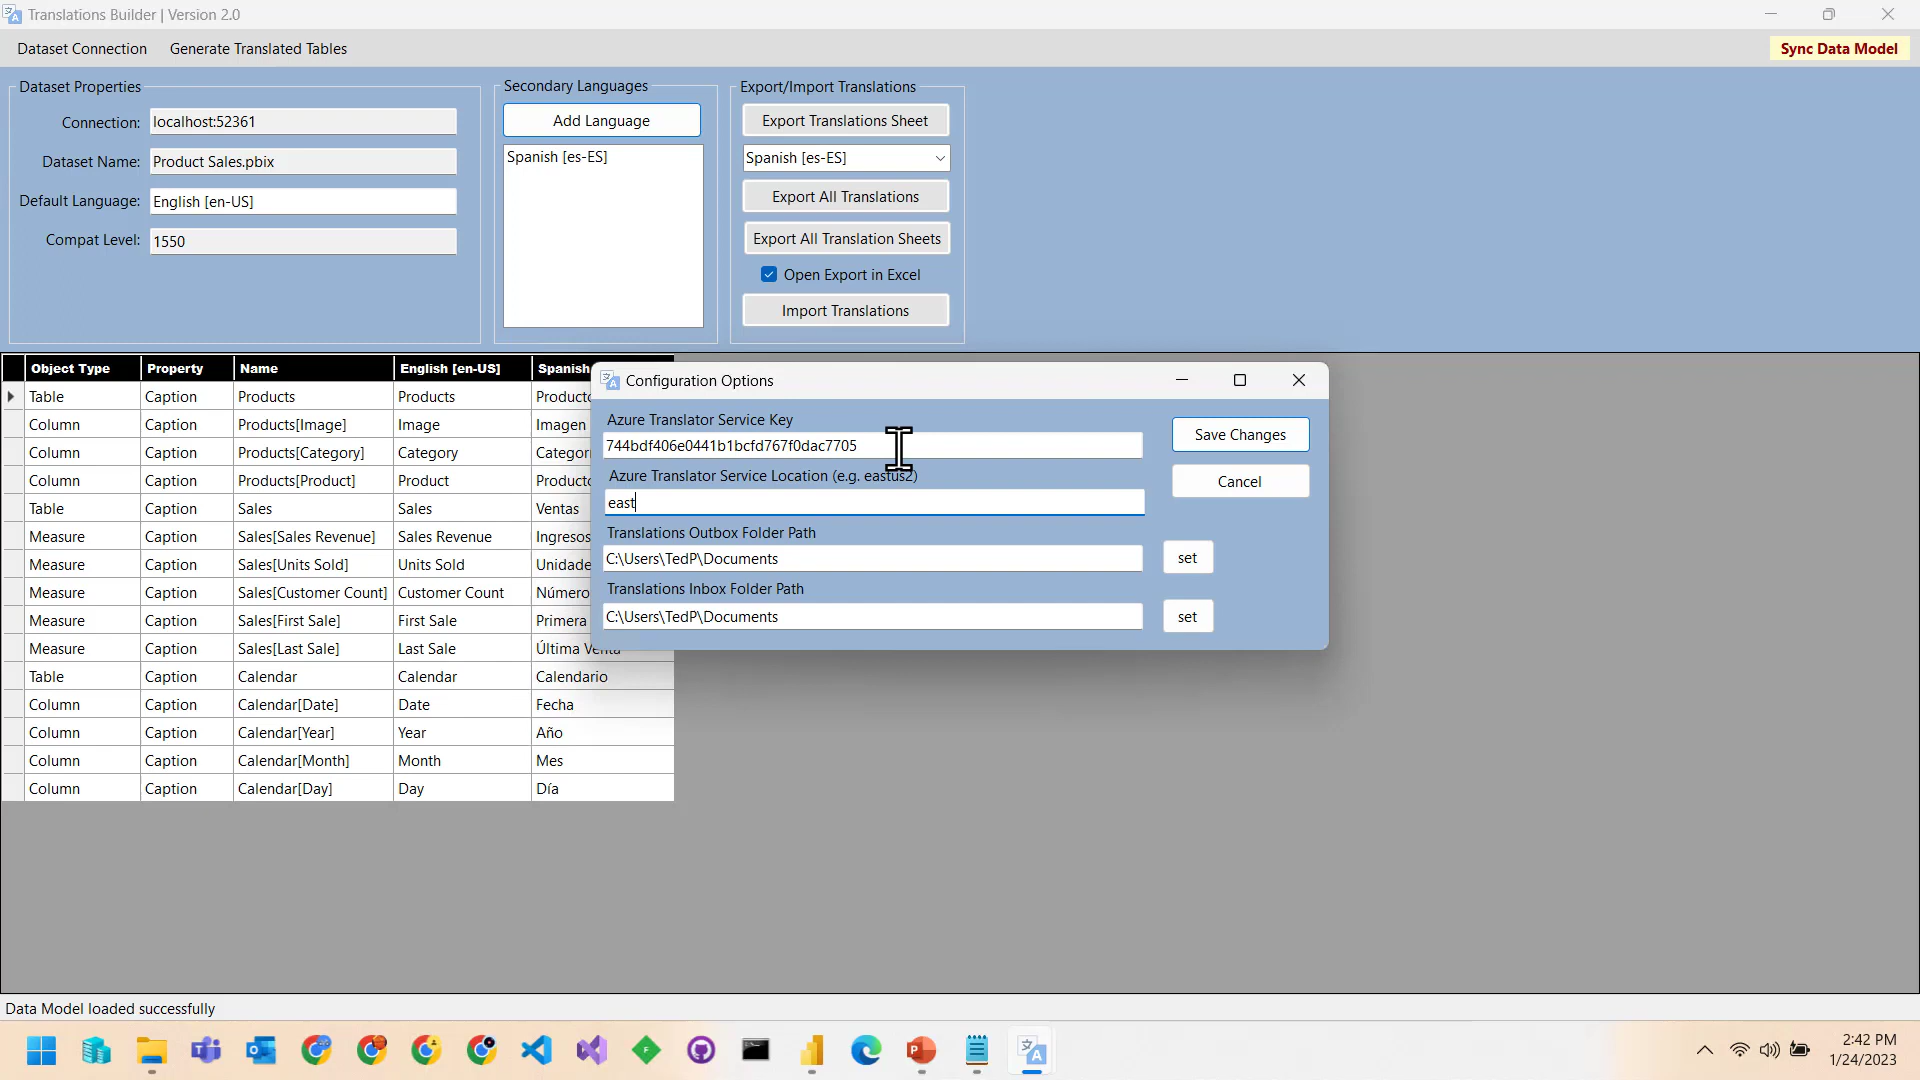 Translations Builder | Version 2.0
Dataset Connection Generate Translated Tables Sync Data Model
Dataset Properties
Connection: localhost:52361
Dataset Name: Product Sales.pbix
Default Language: English [en-US]
Compat Level: 1550
Secondary Languages
Add Language
Spanish [es-ES]
Export/Import Translations
Export Translations Sheet
Spanish [es-ES]
Export All Translations
Export All Translation Sheets
Open Export in Excel
Import Translations
Object Type Property Name English [en-US] Spanish
Table Caption Products Products Producto
Column Caption Products[Image] Image Imagen
Column Caption Products[Category] Category Categor
Column Caption Products[Product] Product Producto
Table Caption Sales Sales Ventas
Measure Caption Sales[Sales Revenue] Sales Revenue Ingresos
Measure Caption Sales[Units Sold] Units Sold Unidade
Measure Caption Sales[Customer Count] Customer Count Número
Measure Caption Sales[First Sale] First Sale Primera
Measure Caption Sales[Last Sale] Last Sale Última Venta
Table Caption Calendar Calendar Calendario
Column Caption Calendar[Date] Date Fecha
Column Caption Calendar[Year] Year Año
Column Caption Calendar[Month] Month Mes
Column Caption Calendar[Day] Day Día
Configuration Options
Azure Translator Service Key
744bdf406e0441b1bcfd767f0dac7705
Azure Translator Service Location (e.g. eastus2)
east
Translations Outbox Folder Path
C:\Users\TedP\Documents set
Translations Inbox Folder Path
C:\Users\TedP\Documents set
Save Changes
Cancel
Data Model loaded successfully
2:42 PM
1/24/2023